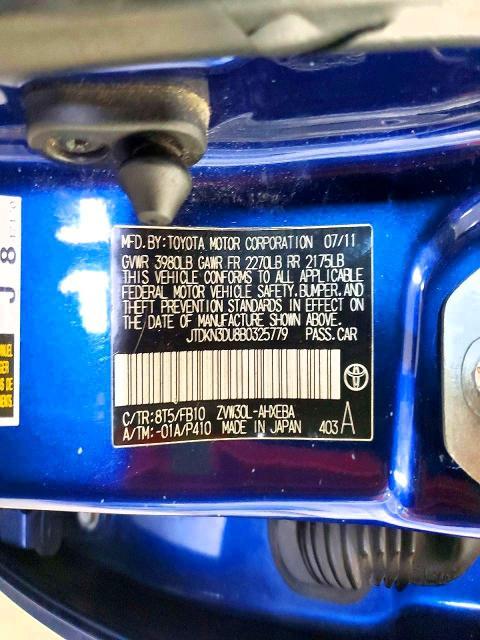 MFD. BY: TOYOTA MOTOR CORPORATION 07/11
GVWR 3980LB GAWR FR 2270LB RR 2175LB
THIS VEHICLE CONFORMS TO ALL APPLICABLE
FEDERAL MOTOR VEHICLE SAFETY, BUMPER, AND
THEFT PREVENTION STANDARDS IN EFFECT ON
THE DATE OF MANUFACTURE SHOWN ABOVE.
JTDKN3DU8B0325779 PASS. CAR
C/TR: 8T5/FB10 ZVW30L-AHXEBA
A/TM: -01A/P410 MADE IN JAPAN 403 A
J 8